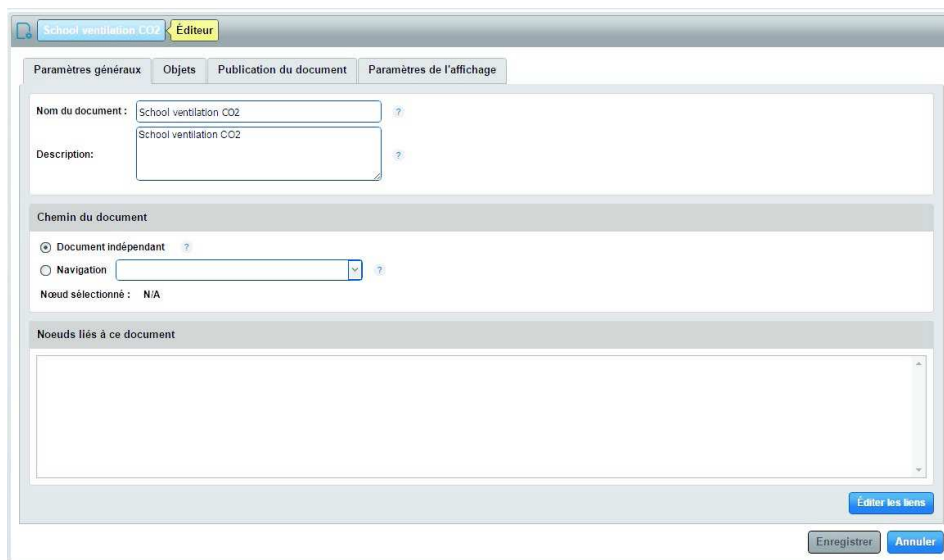 School ventilation CO2 Éditeur
Paramètres généraux Objets Publication du document Paramètres de l'affichage
Nom du document : School ventilation CO2 ?
School ventilation CO2
Description: ?
Chemin du document
Document indépendant ?
Navigation ?
Nœud sélectionné : N/A
Noeuds liés à ce document
Éditer les liens
Enregistrer Annuler